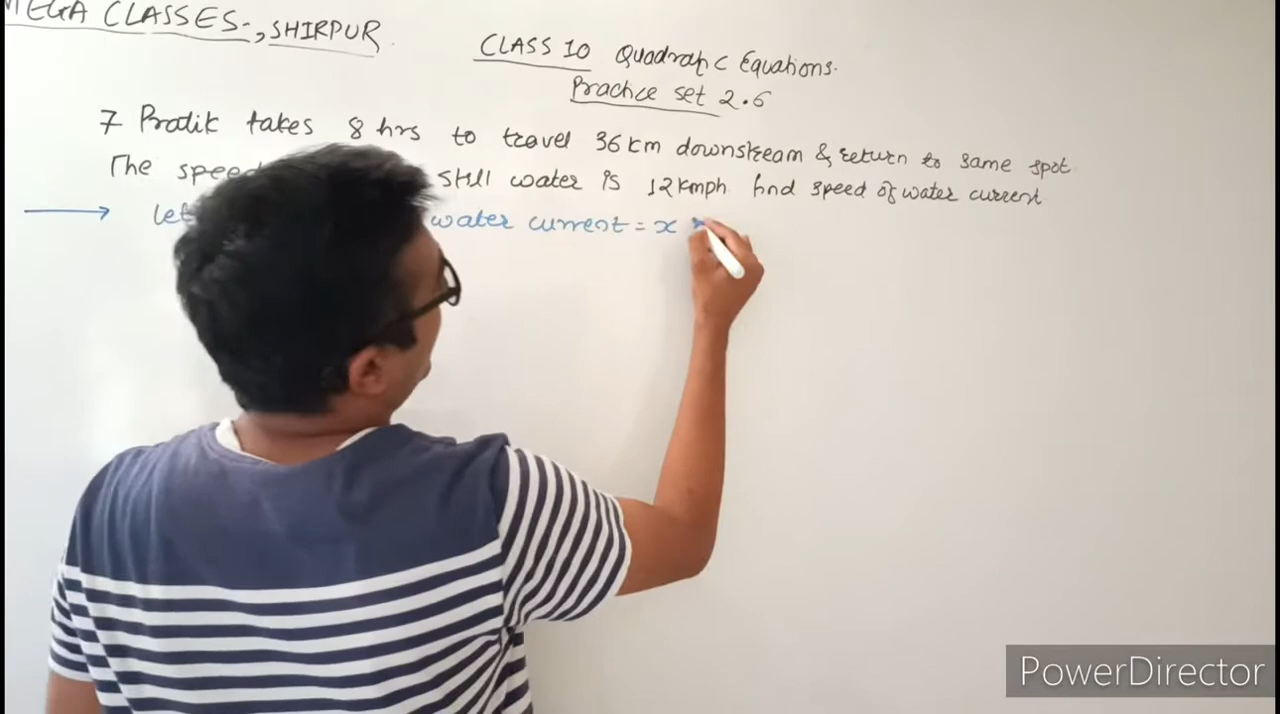 MEGA CLASSES-, SHIRPUR
CLASS 10 Quadratic Equations.
Practice set 2.6
7 Pratik takes 8 hrs to travel 36 km downstream & return to same spot
The speed still water is 12 kmph. find speed of water current
let water current = x
PowerDirector